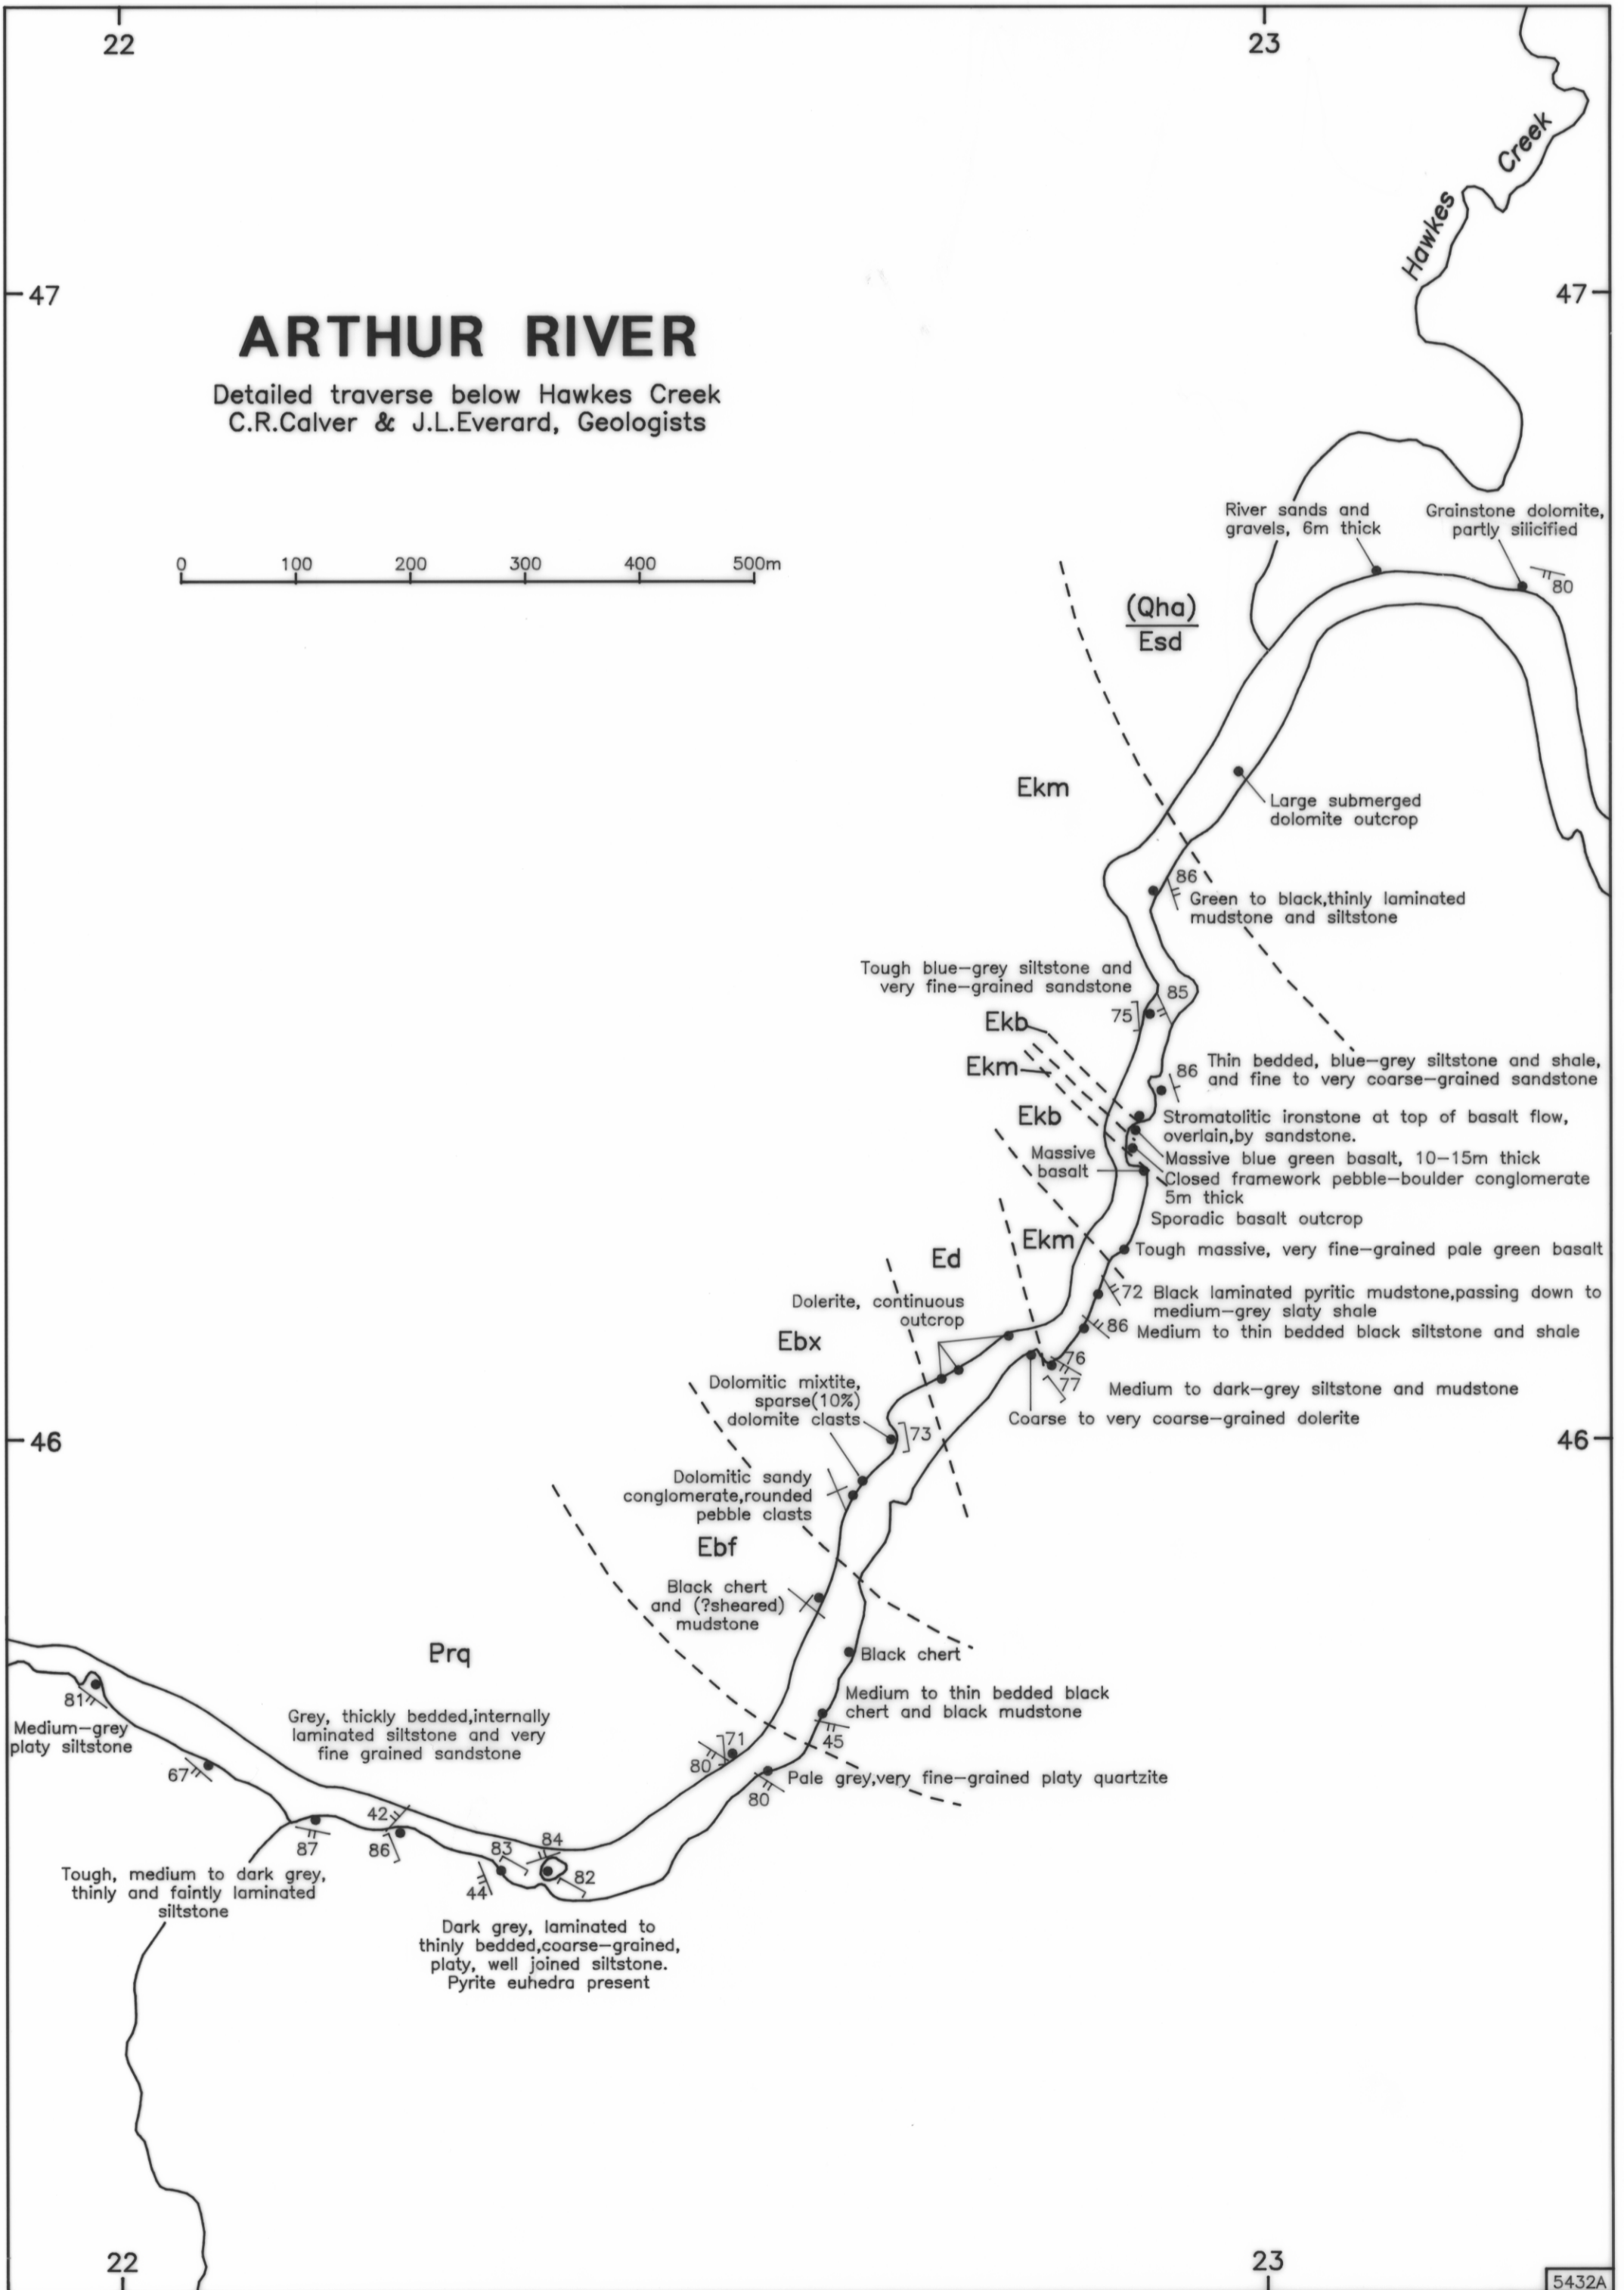 22
23
Hawkes Creek
47
47
ARTHUR RIVER
Detailed traverse below Hawkes Creek
C.R.Calver & J.L.Everard, Geologists
0 100 200 300 400 500m
River sands and
gravels, 6m thick
Grainstone dolomite,
partly silicified
80
(Qha)
Esd
Ekm
Large submerged
dolomite outcrop
86
Green to black,thinly laminated
mudstone and siltstone
Tough blue-grey siltstone and
very fine-grained sandstone
85
75
Ekb
Ekm
86
Thin bedded, blue-grey siltstone and shale,
and fine to very coarse-grained sandstone
Ekb
Stromatolitic ironstone at top of basalt flow,
overlain,by sandstone.
Massive
basalt
Massive blue green basalt, 10-15m thick
Closed framework pebble-boulder conglomerate
5m thick
Sporadic basalt outcrop
Ekm
Tough massive, very fine-grained pale green basalt
Ed
72
Black laminated pyritic mudstone,passing down to
medium-grey slaty shale
Dolerite, continuous
outcrop
86
Medium to thin bedded black siltstone and shale
Ebx
76
77
Medium to dark-grey siltstone and mudstone
Dolomitic mixtite,
sparse(10%)
dolomite clasts
Coarse to very coarse-grained dolerite
73
46
46
Dolomitic sandy
conglomerate,rounded
pebble clasts
Ebf
Black chert
and (?sheared)
mudstone
Prq
Black chert
81
Medium-grey
platy siltstone
Grey, thickly bedded,internally
laminated siltstone and very
fine grained sandstone
Medium to thin bedded black
chert and black mudstone
71
45
80
67
Pale grey,very fine-grained platy quartzite
80
42
87
86
84
83
82
44
Tough, medium to dark grey,
thinly and faintly laminated
siltstone
Dark grey, laminated to
thinly bedded,coarse-grained,
platy, well joined siltstone.
Pyrite euhedra present
22
23
5432A